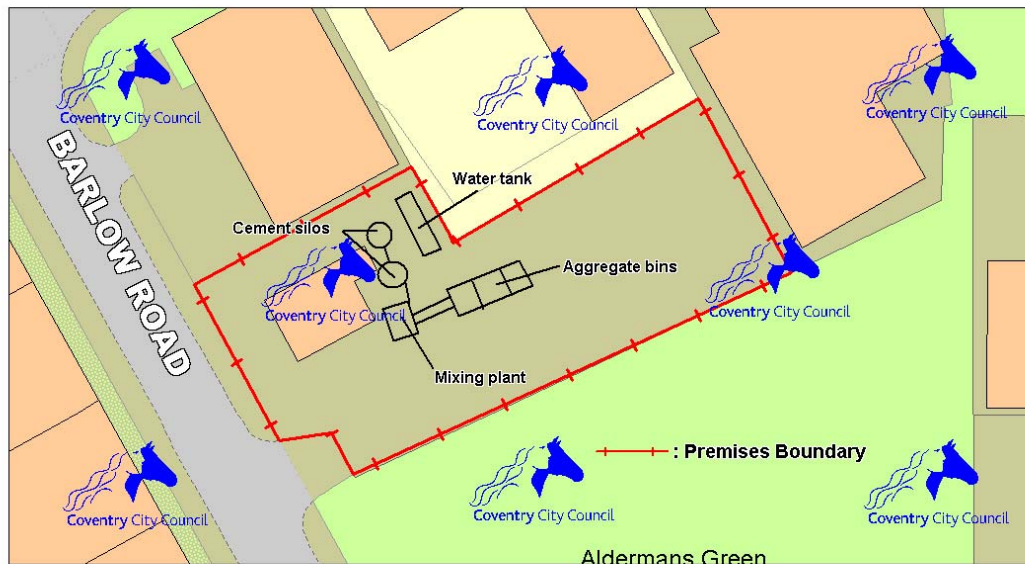 Coventry City Council
Coventry City Council
Coventry City Council
BARLOW ROAD
Water tank
Cement silos
Aggregate bins
Coventry City Council
Coventry City Council
Mixing plant
: Premises Boundary
Coventry City Council
Coventry City Council
Coventry City Council
Aldermans Green